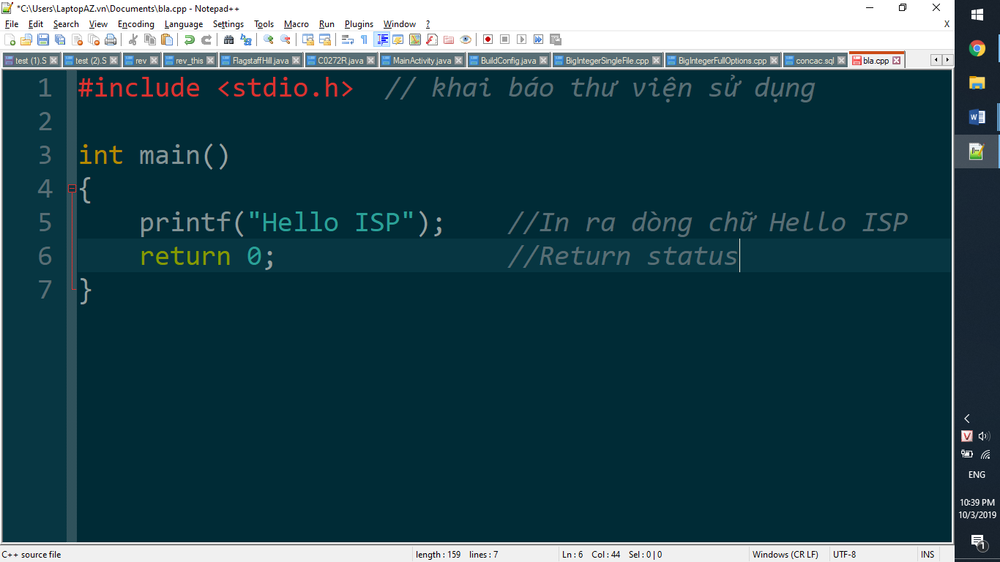 *C:\Users\LaptopAZ.vn\Documents\bla.cpp - Notepad++
File Edit Search View Encoding Language Settings Tools Macro Run Plugins Window ? X
test (1).S test (2).S rev rev_this FlagstaffHill.java C0272R.java MainActivity.java BuildConfig.java BigIntegerSingleFile.cpp BigIntegerFullOptions.cpp concac.sql bla.cpp
1 #include <stdio.h> // khai báo thư viện sử dụng
2
3 int main()
4 {
5 printf("Hello ISP"); //In ra dòng chữ Hello ISP
6 return 0; //Return status
7 }
ENG
10:39 PM
10/3/2019
1
C++ source file length : 159 lines : 7 Ln : 6 Col : 44 Sel : 0 | 0 Windows (CR LF) UTF-8 INS